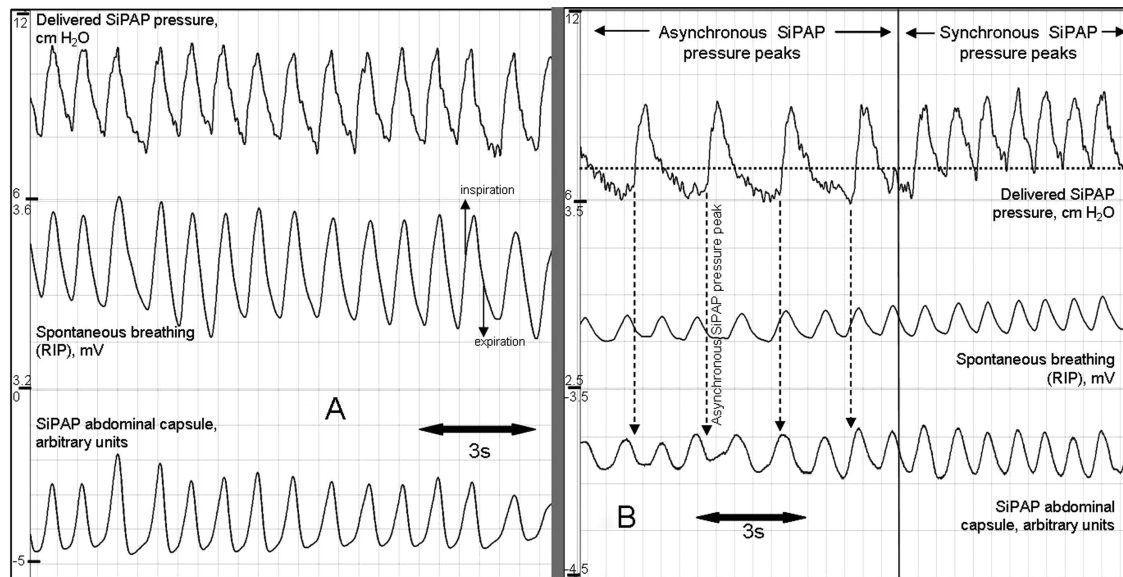 12
Delivered SiPAP pressure,
cm H₂O
6
3.6
inspiration
Spontaneous breathing
(RIP), mV
expiration
3.2
0
A
SiPAP abdominal capsule,
arbitrary units
3s
-5
12
Asynchronous SiPAP
pressure peaks
Synchronous SiPAP
pressure peaks
6
3.5
Delivered SiPAP
pressure, cm H₂O
Asynchronous SiPAP pressure peak
Spontaneous breathing
(RIP), mV
2.5
-3.5
B
3s
SiPAP abdominal
capsule, arbitrary units
-4.5